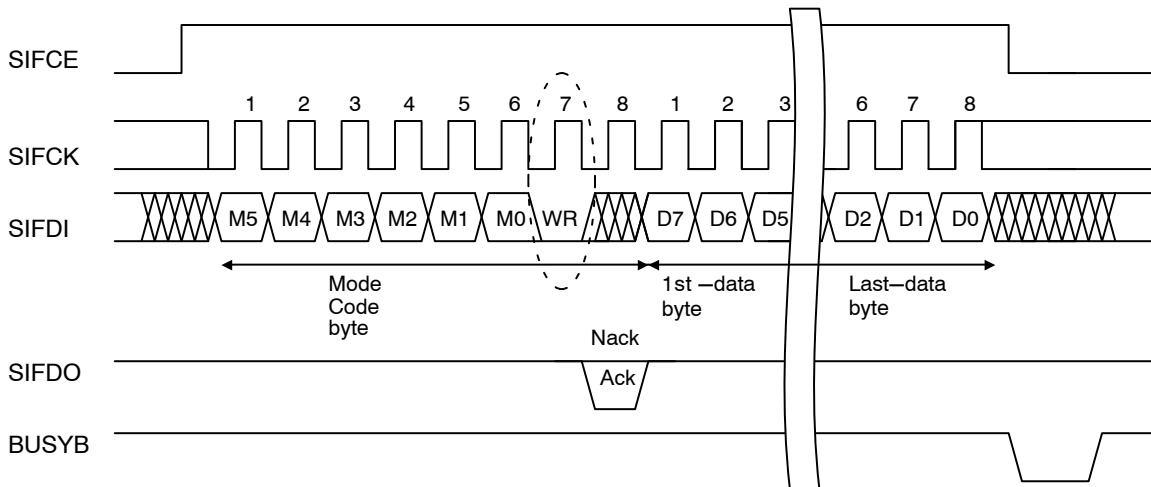 SIFCE
1 2 3 4 5 6 7 8 1 2 3 6 7 8
SIFCK
SIFDI M5 M4 M3 M2 M1 M0 WR D7 D6 D5 D2 D1 D0
Mode
Code
byte
1st –data
byte
Last–data
byte
Nack
SIFDO Ack
BUSYB